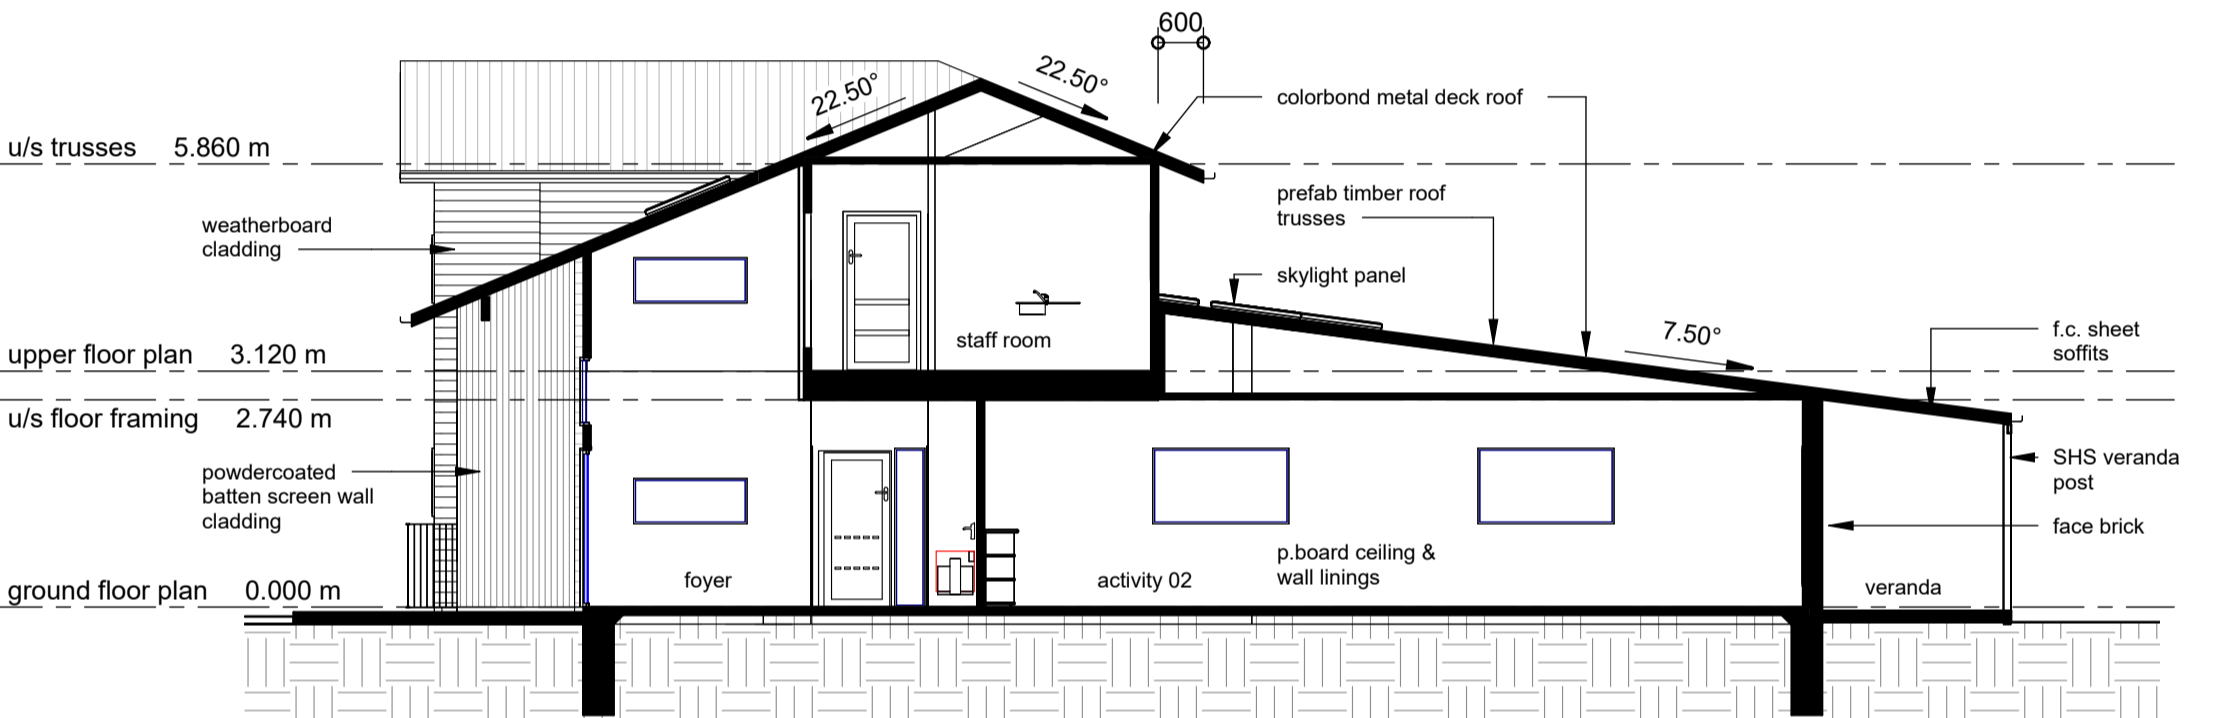 600
22.50°
22.50°
colorbond metal deck roof
u/s trusses 5.860 m
prefab timber roof
trusses
weatherboard
cladding
skylight panel
staff room
7.50°
f.c. sheet
soffits
upper floor plan 3.120 m
u/s floor framing 2.740 m
powdercoated
batten screen wall
cladding
SHS veranda
post
face brick
p.board ceiling &
wall linings
foyer
activity 02
veranda
ground floor plan 0.000 m